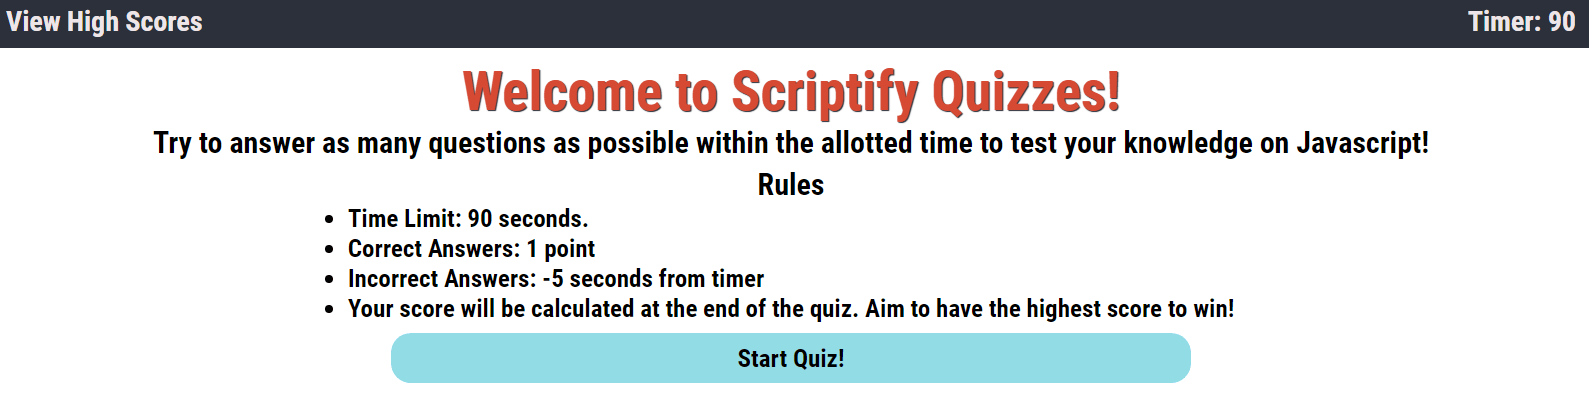 View High Scores
Timer: 90
Welcome to Scriptify Quizzes!
Try to answer as many questions as possible within the allotted time to test your knowledge on Javascript!
Rules
• Time Limit: 90 seconds.
• Correct Answers: 1 point
• Incorrect Answers: -5 seconds from timer
• Your score will be calculated at the end of the quiz. Aim to have the highest score to win!
Start Quiz!